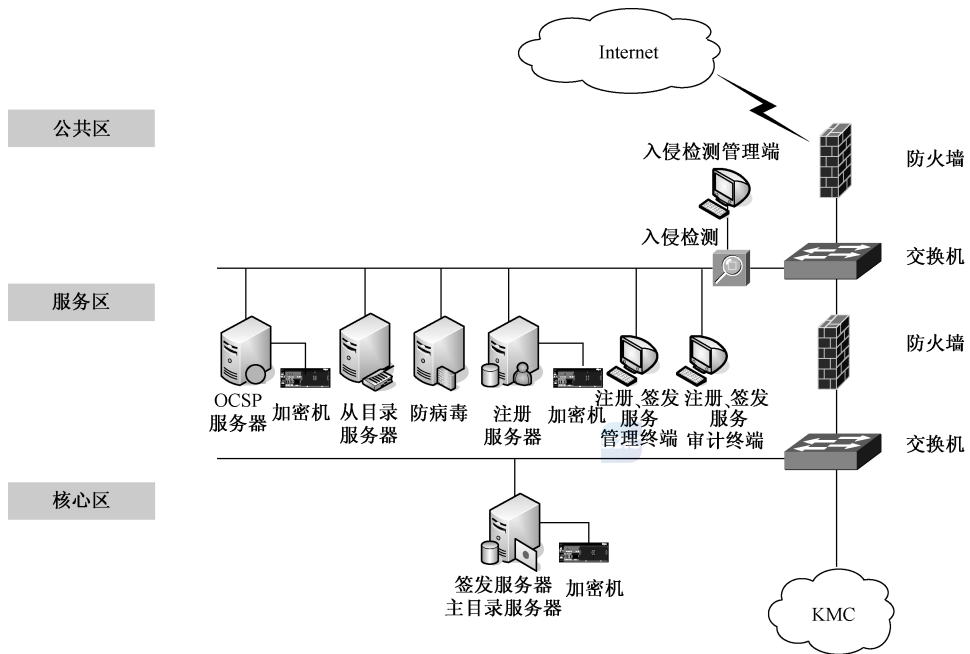 Internet
公共区
入侵检测管理端
防火墙
入侵检测
交换机
服务区
防火墙
OCSP
服务器
加密机
从目录
服务器
防病毒
注册
服务器
加密机
注册、签发
服务
管理终端
注册、签发
服务
审计终端
交换机
核心区
签发服务器
主目录服务器
加密机
KMC